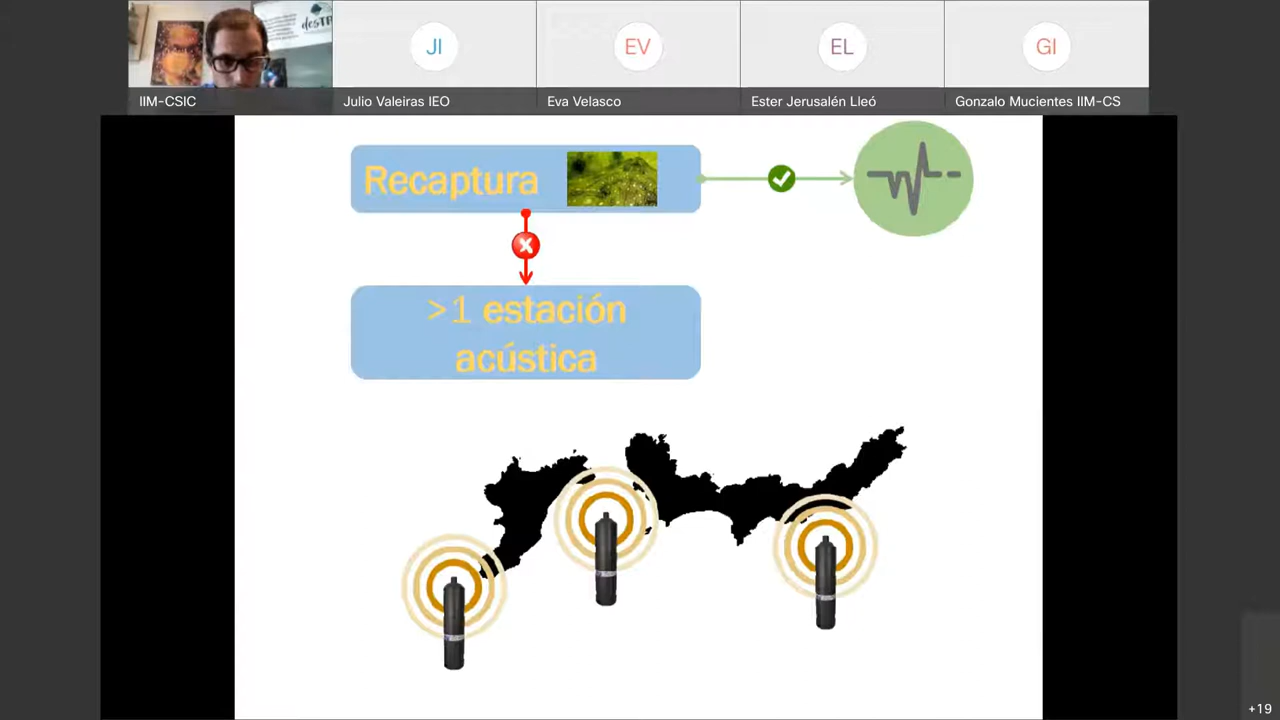 JI
EV
EL
GI
IIM-CSIC
Julio Valeiras IEO
Eva Velasco
Ester Jerusalén Lleó
Gonzalo Mucientes IIM-CS
Recaptura
>1 estación
acústica
+19